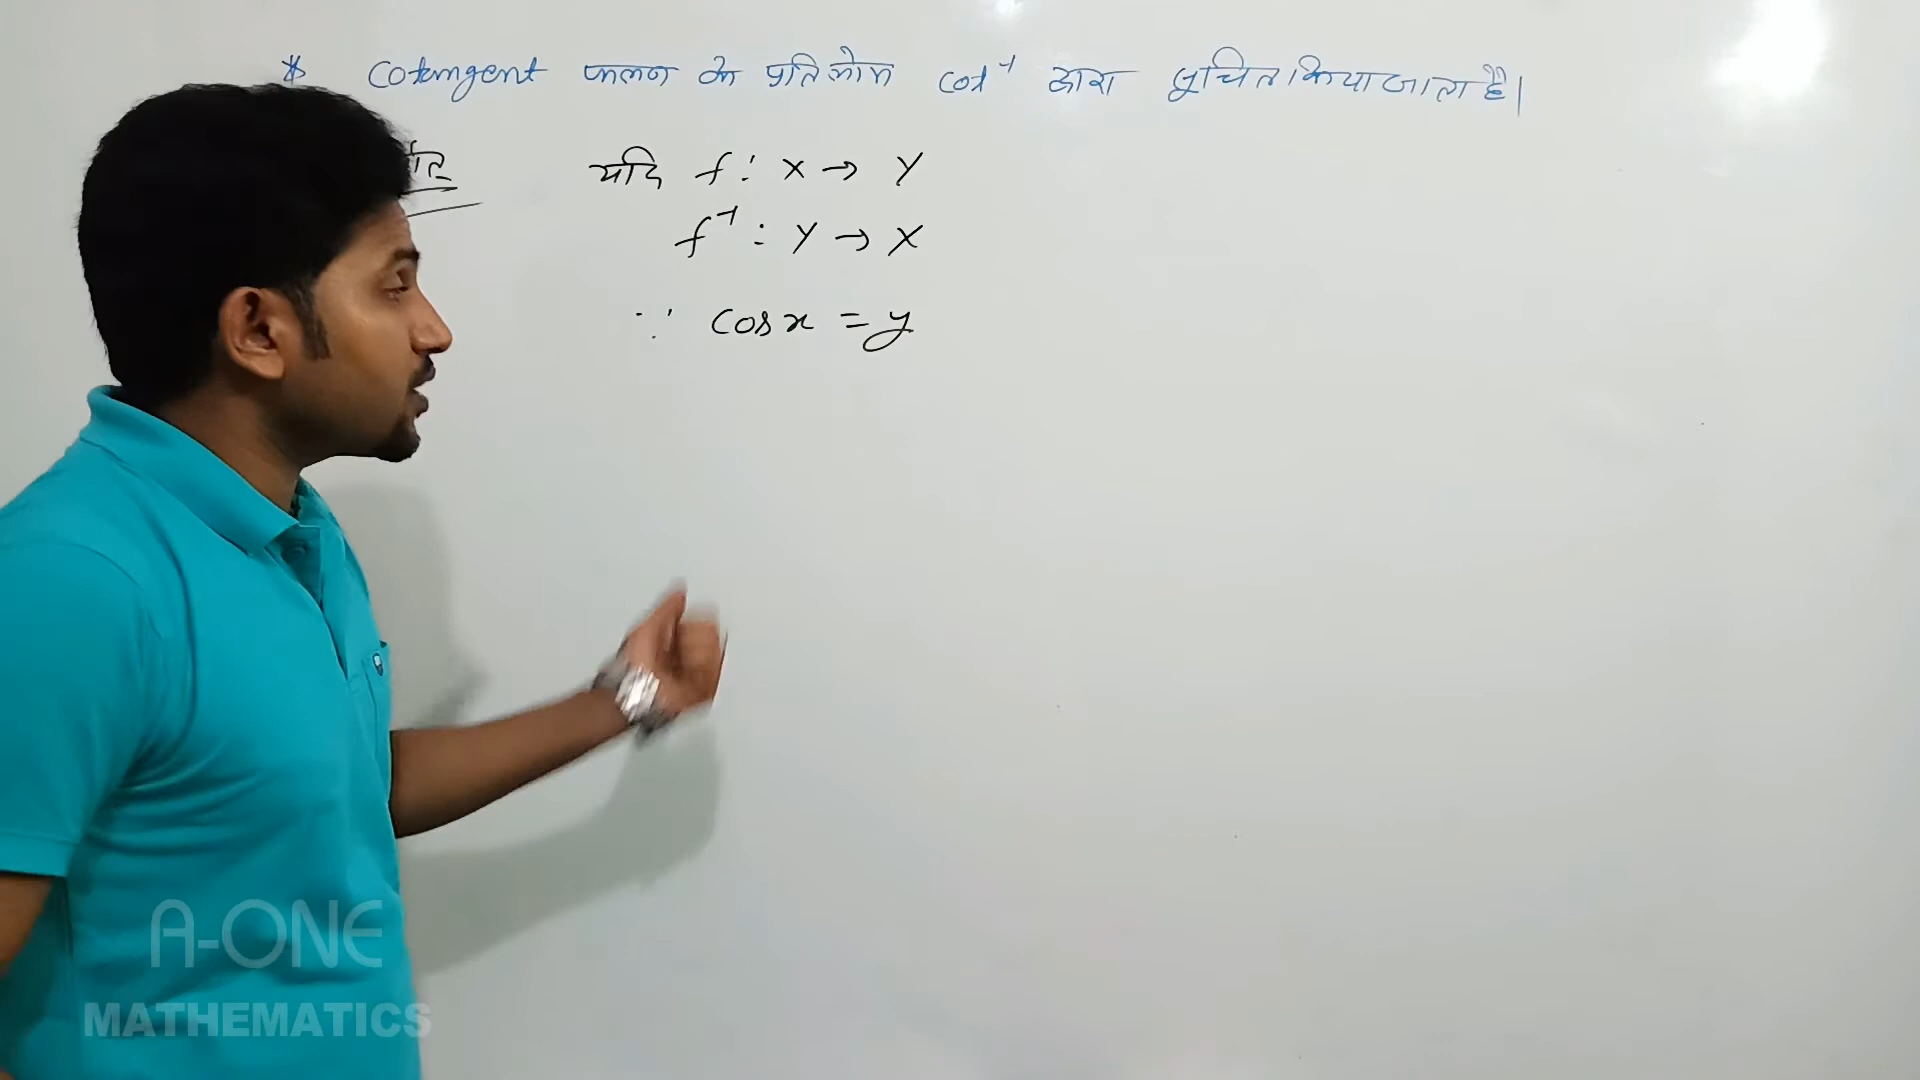 * Cotangent फलन के प्रतिलोम cot⁻¹ द्वारा सूचित किया जाता है।
यदि f : X → Y
f⁻¹ : Y → X
∵ cos x = y
A-ONE
MATHEMATICS